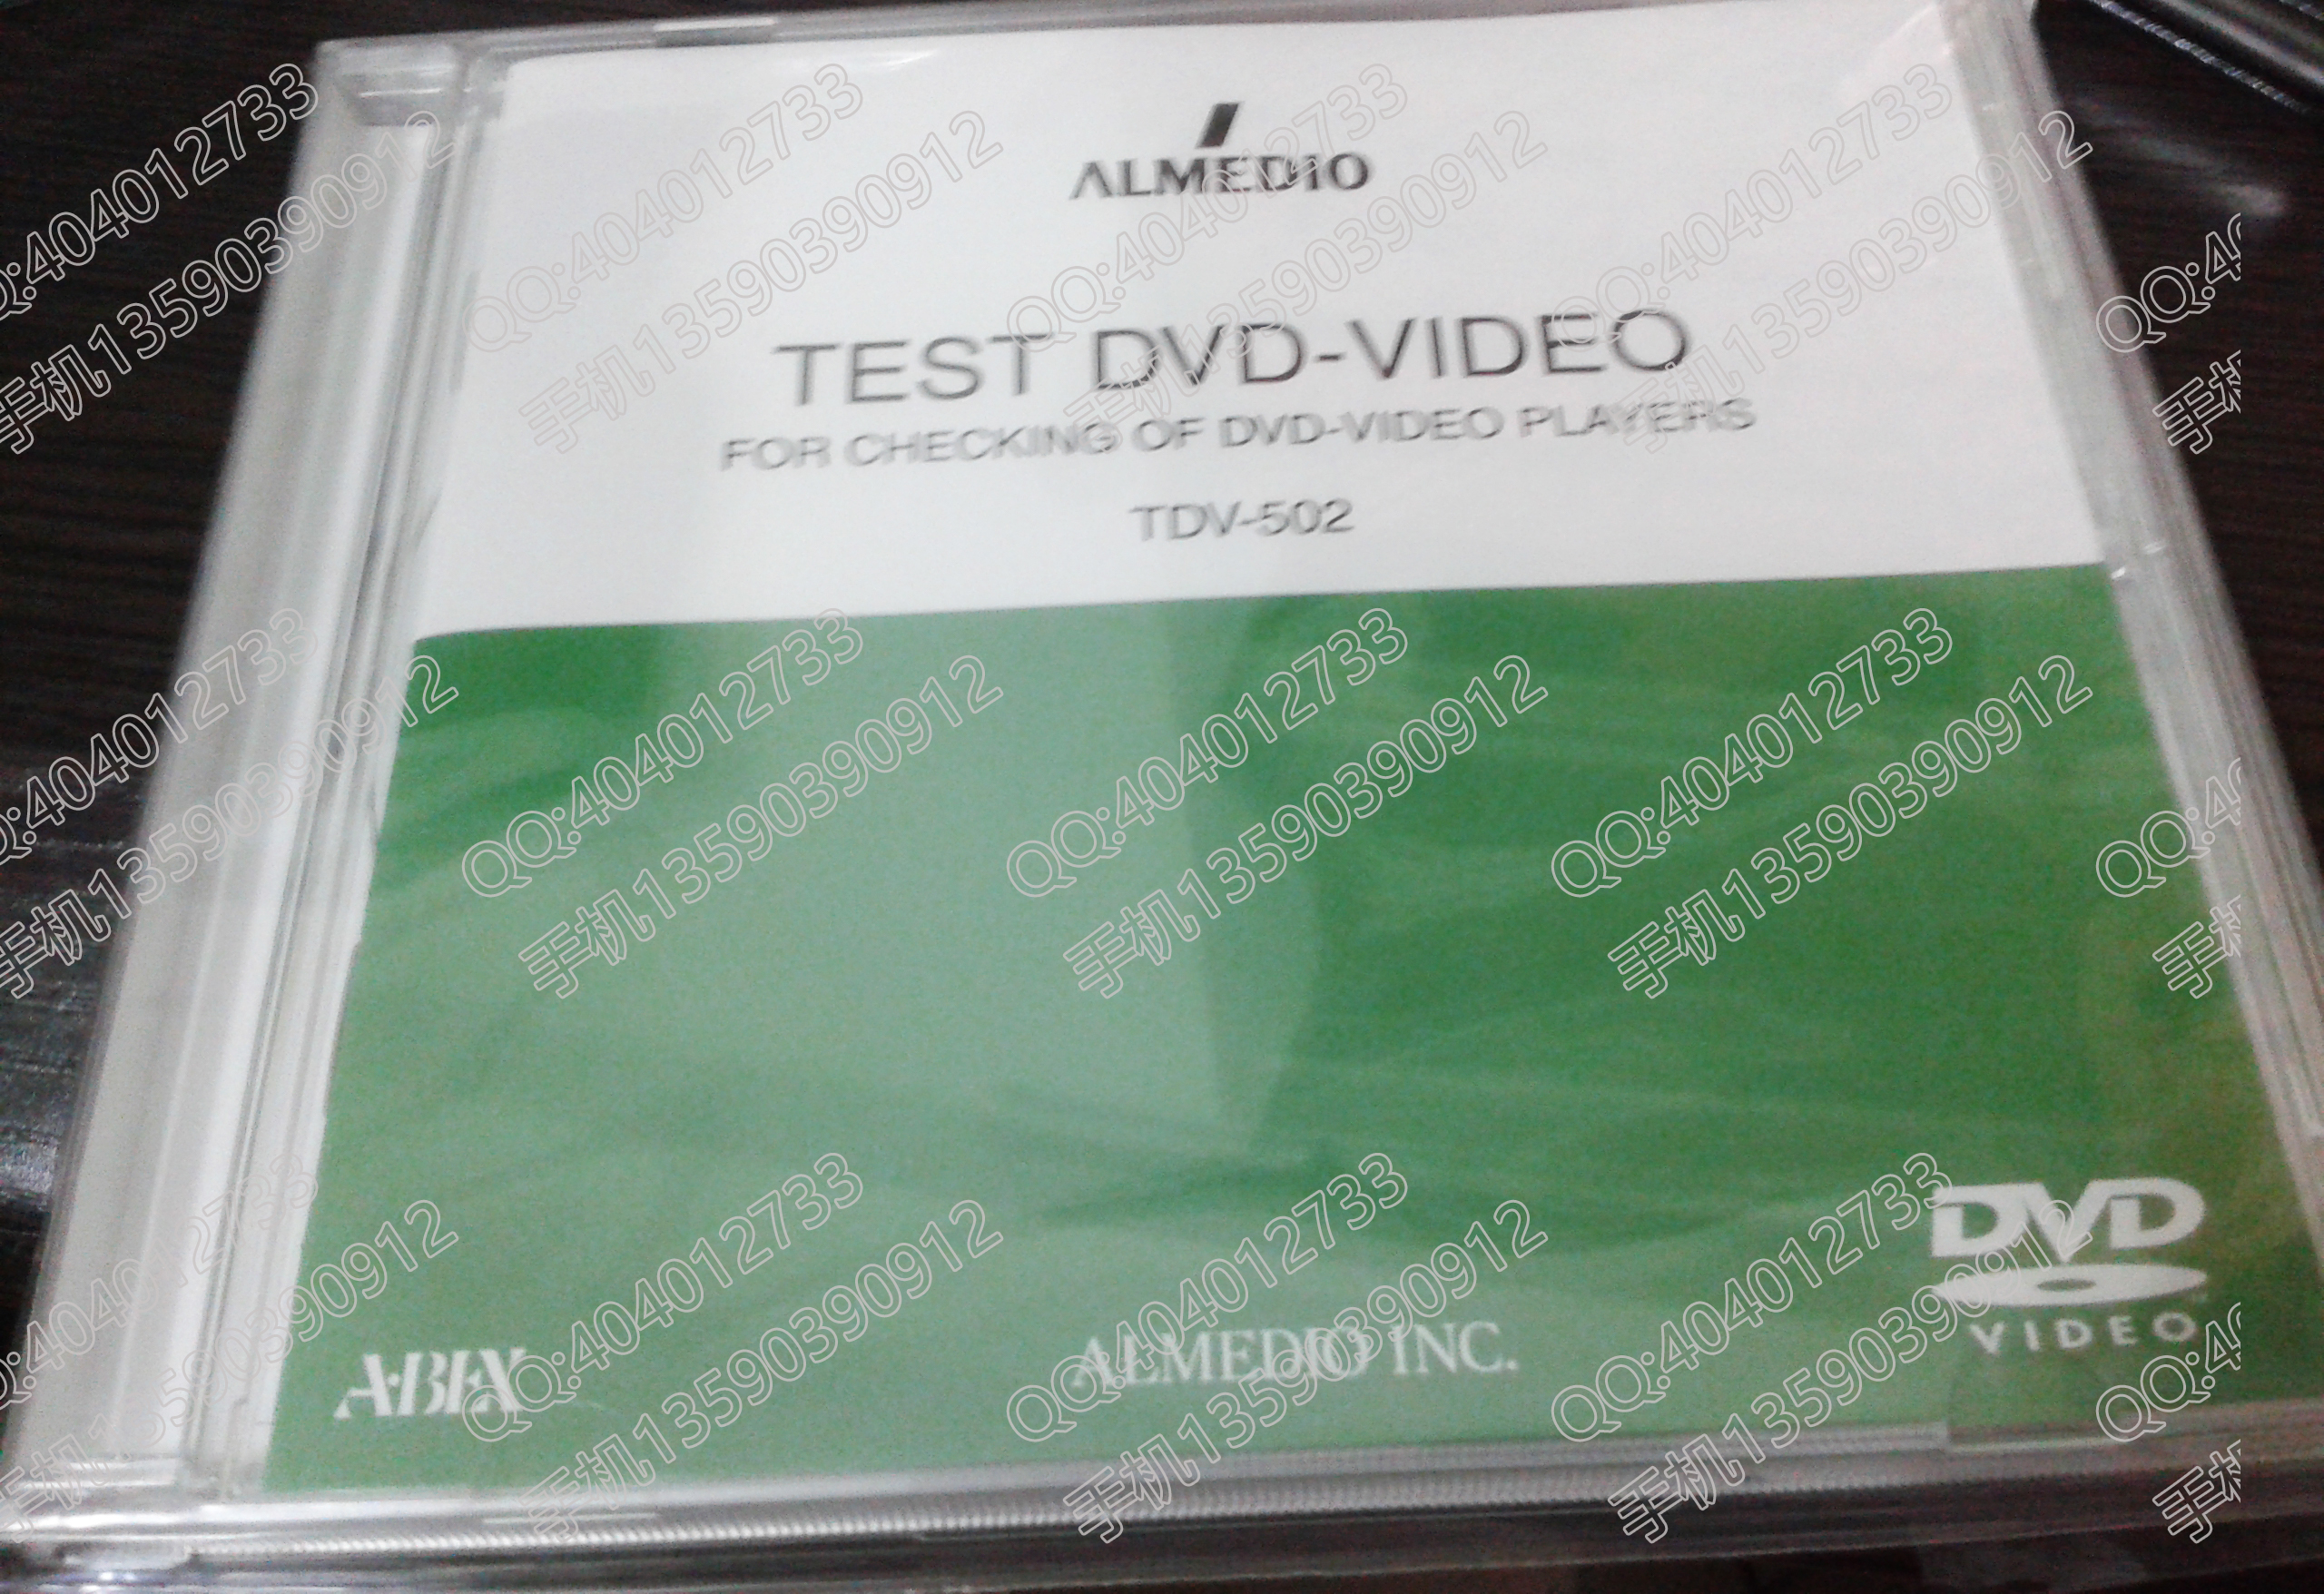 ALMEDIO
TEST DVD-VIDEO
FOR CHECKING OF DVD-VIDEO PLAYERS
TDV-502
DVD
VIDEO
A·BEX
ALMEDIO INC.
QQ:404012733
手机13590390912